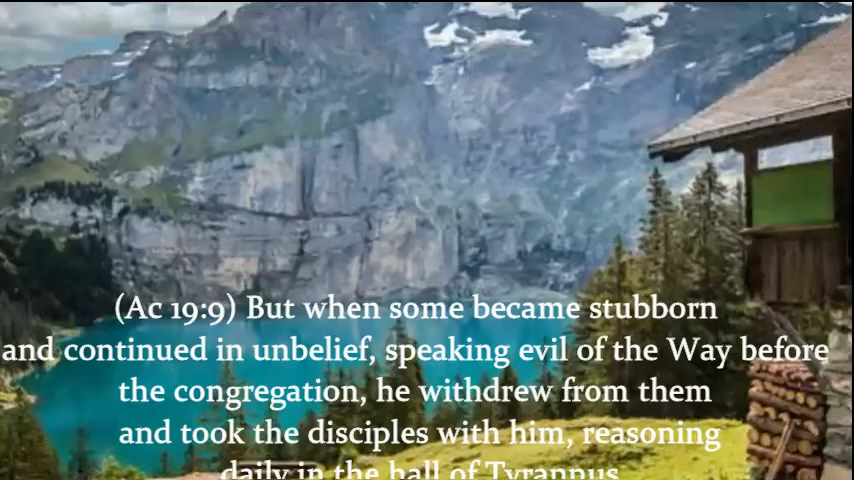 (Ac 19:9) But when some became stubborn
and continued in unbelief, speaking evil of the Way before
the congregation, he withdrew from them
and took the disciples with him, reasoning
daily in the hall of Tyrannus